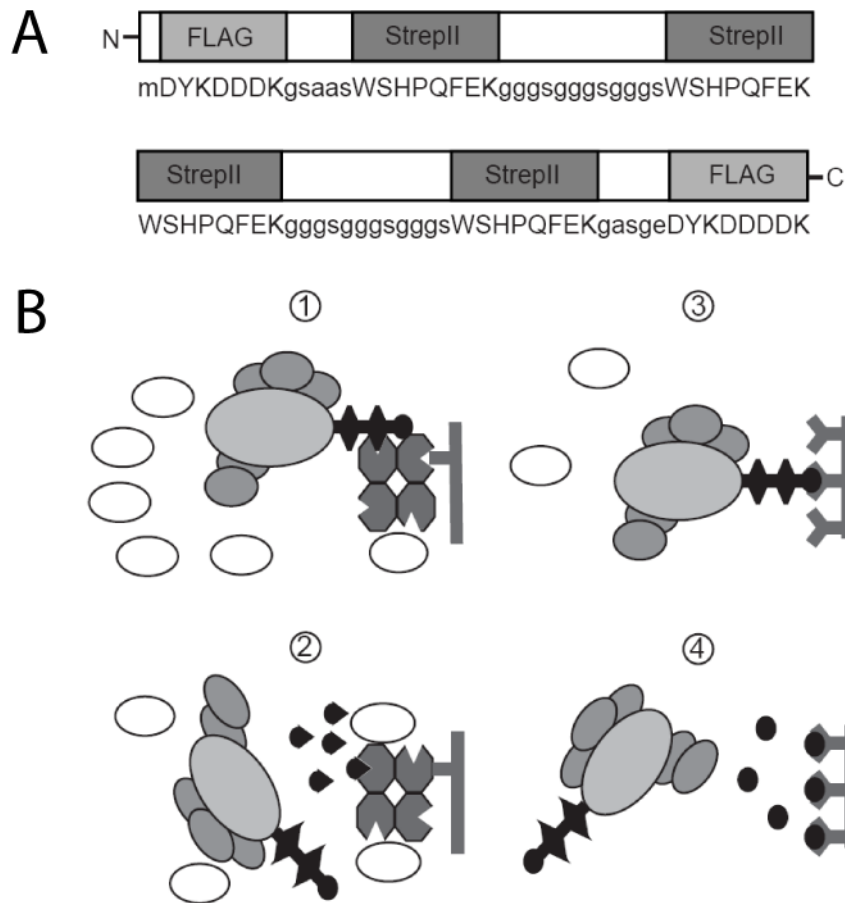 A
N FLAG StrepII StrepII
mDYKDDDKgsaasWSHPQFEKgggsgggsgggsWSHPQFEK
StrepII StrepII FLAG C
WSHPQFEKgggsgggsgggsWSHPQFEKgasgeDYKDDDDK
B
① ③
② ④